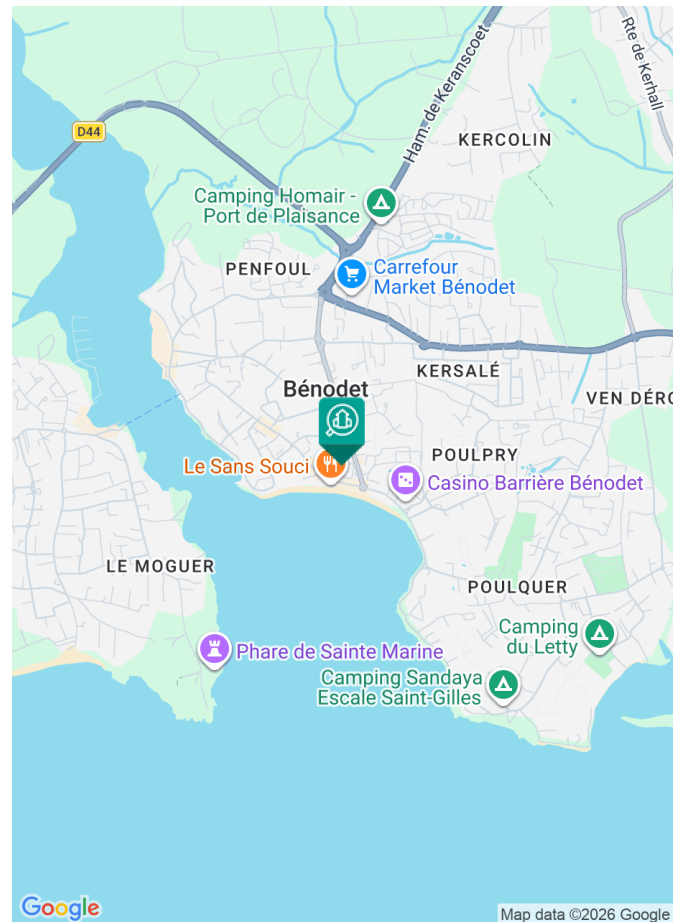 Rte de Kerhall
Ham. de Keranscoet
D44
KERCOLIN
Camping Homair -
Port de Plaisance
PENFOUL
Carrefour
Market Bénodet
KERSALÉ
Bénodet
VEN DÉRO
Le Sans Souci
POULPRY
Casino Barrière Bénodet
LE MOGUER
POULQUER
Camping
du Letty
Phare de Sainte Marine
Camping Sandaya
Escale Saint-Gilles
Google
Map data ©2026 Google